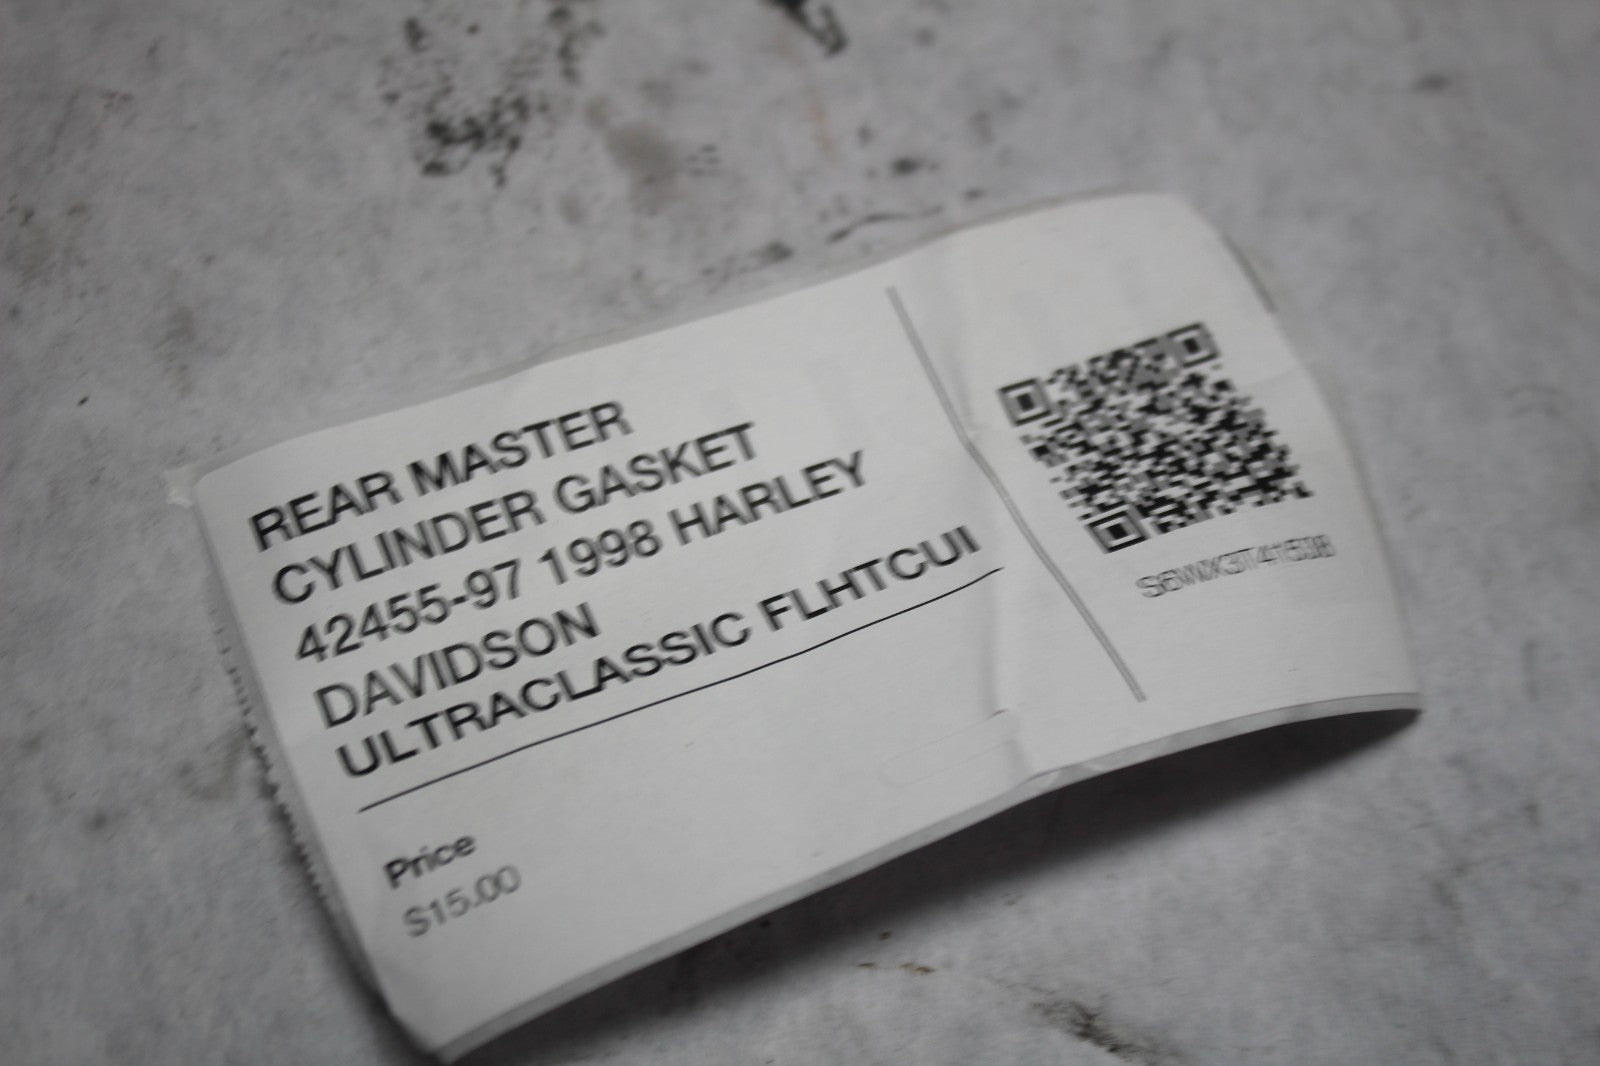 REAR MASTER
CYLINDER GASKET
42455-97 1998 HARLEY
DAVIDSON
ULTRACLASSIC FLHTCUI
Price
$15.00